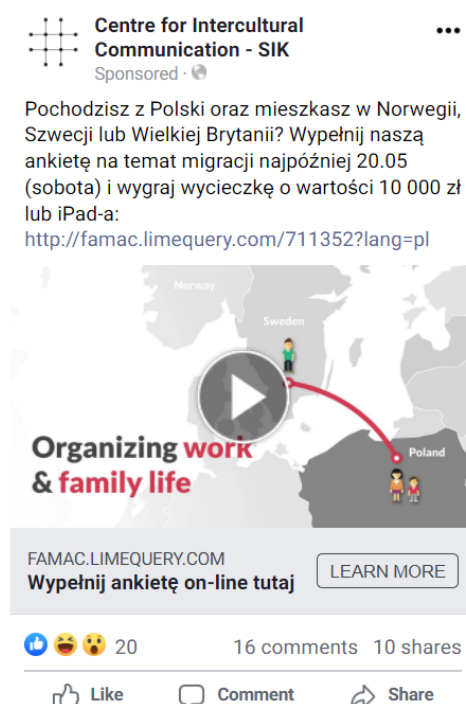 Centre for Intercultural
Communication - SIK
Sponsored ·
Pochodzisz z Polski oraz mieszkasz w Norwegii,
Szwecji lub Wielkiej Brytanii? Wypełnij naszą
ankietę na temat migracji najpóźniej 20.05
(sobota) i wygraj wycieczkę o wartości 10 000 zł
lub iPad-a:
http://famac.limequery.com/711352?lang=pl
Norway
Sweden
Organizing work
& family life
Poland
FAMAC.LIMEQUERY.COM
Wypełnij ankietę on-line tutaj
LEARN MORE
20 16 comments 10 shares
Like Comment Share